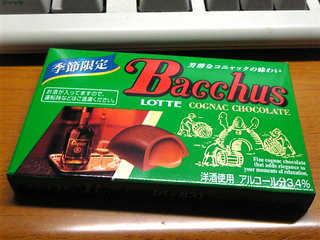 季節限定
芳醇なコニャックの味わい
Bacchus
お酒が入ってますので、
運転時などはご遠慮ください。
LOTTE
COGNAC CHOCOLATE
Fine cognac chocolate
that adds elegance to
your moments of relaxation.
洋酒使用 アルコール分3.4%